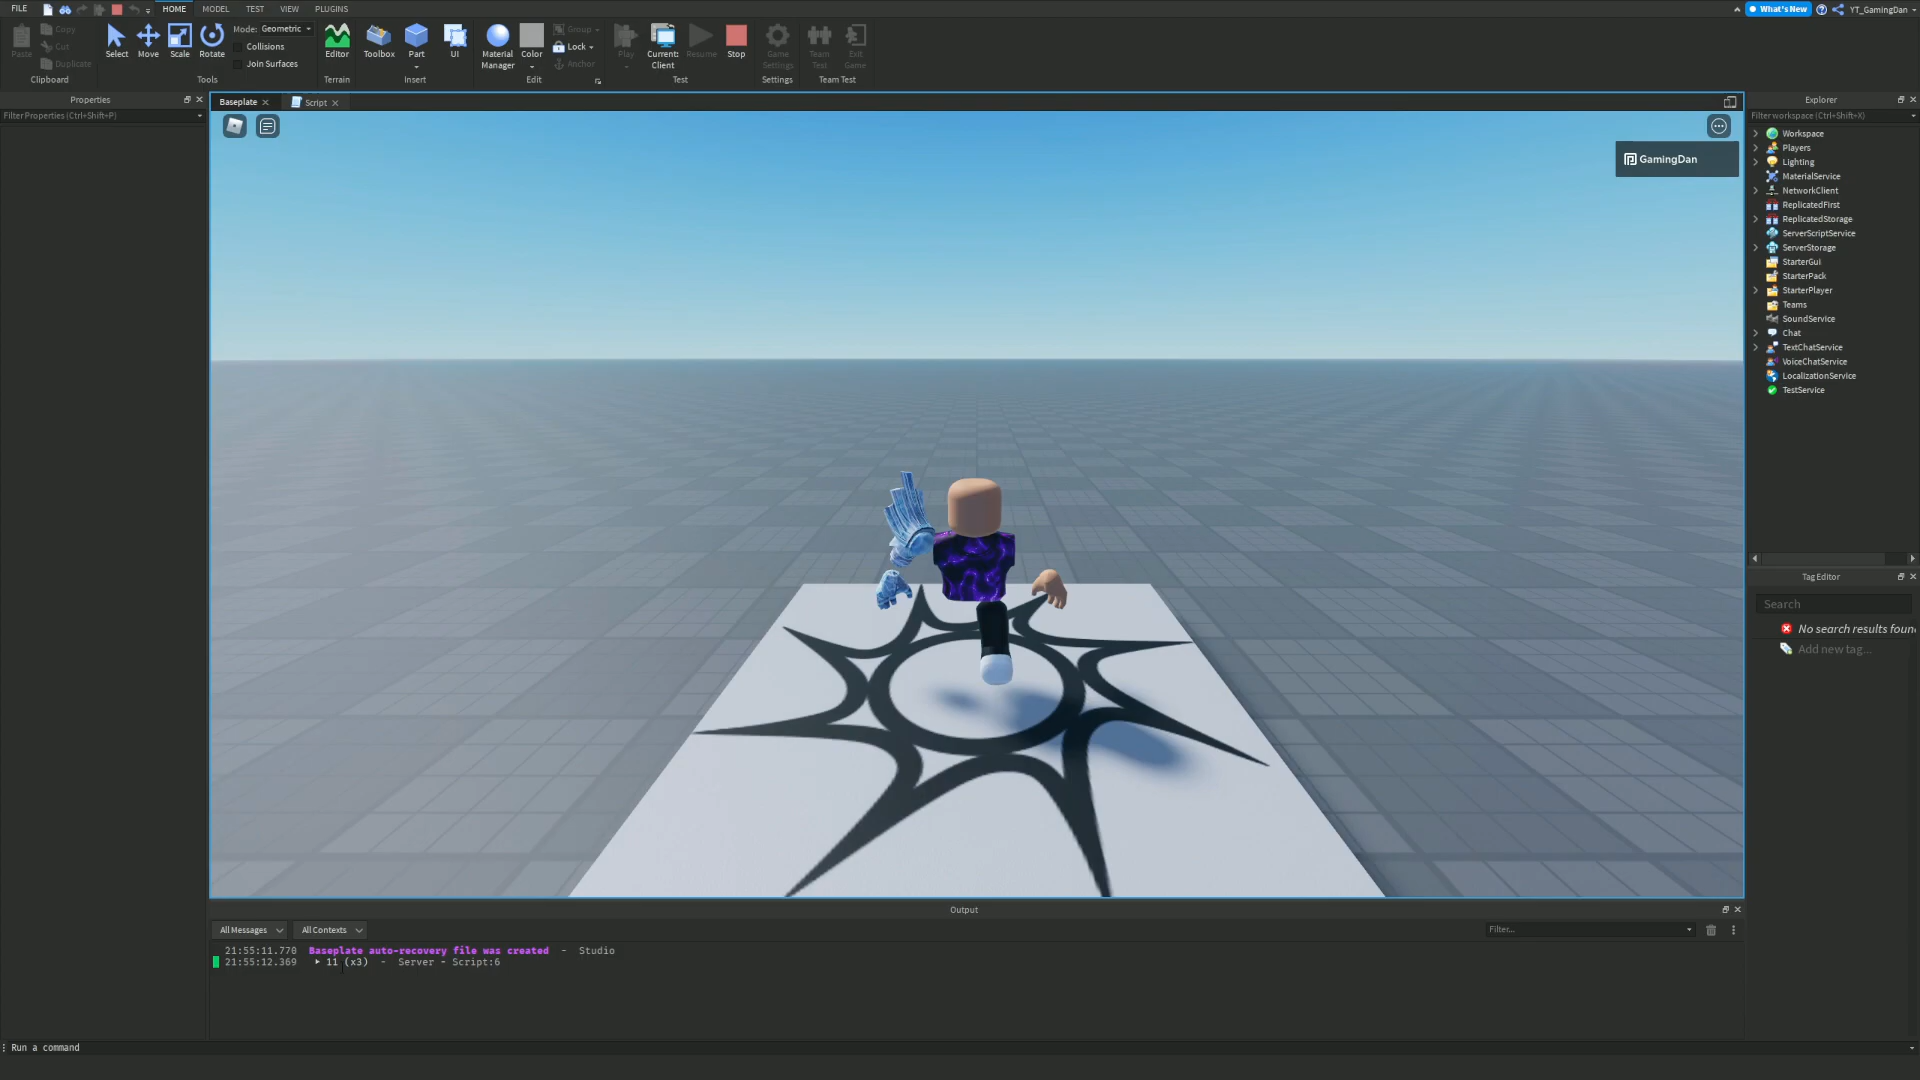 FILE HOME MODEL TEST VIEW PLUGINS What's New YT_GamingDan
Paste Copy Cut Duplicate Clipboard
Select Move Scale Rotate Mode: Geometric Collisions Join Surfaces Tools
Editor Terrain
Toolbox Part UI Insert
Material Manager Color Group Lock Anchor Edit
Play Current: Client Resume Stop Test
Game Settings Settings
Team Test Exit Game Team Test
Properties
Filter Properties (Ctrl+Shift+P)
Baseplate Script
GamingDan
Explorer
Filter workspace (Ctrl+Shift+X)
Workspace
Players
Lighting
MaterialService
NetworkClient
ReplicatedFirst
ReplicatedStorage
ServerScriptService
ServerStorage
StarterGui
StarterPack
StarterPlayer
Teams
SoundService
Chat
TextChatService
VoiceChatService
LocalizationService
TestService
Tag Editor
Search
No search results foun
Add new tag...
Output
All Messages All Contexts Filter...
21:55:11.770 Baseplate auto-recovery file was created - Studio
21:55:12.369 11 (x3) - Server - Script:6
Run a command